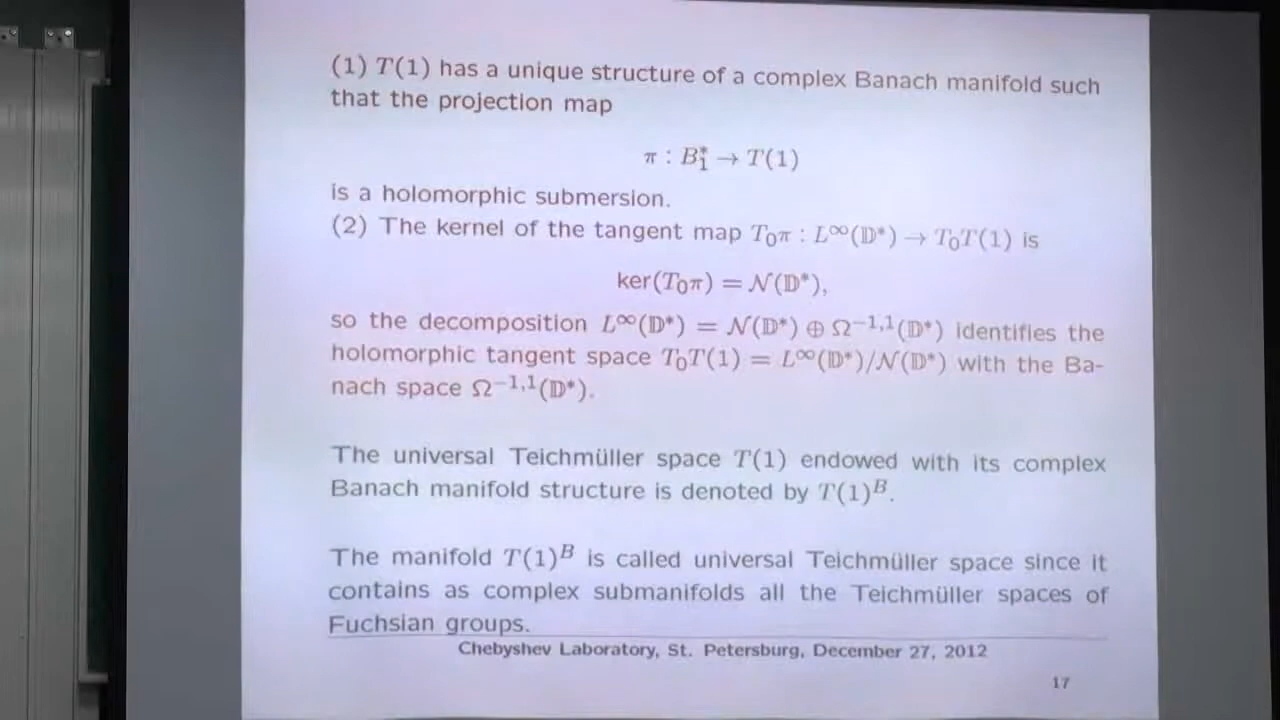 (1) T(1) has a unique structure of a complex Banach manifold such
that the projection map
π : B₁* → T(1)
is a holomorphic submersion.
(2) The kernel of the tangent map T₀π : L^∞(𝔻*) → T₀T(1) is
ker(T₀π) = 𝒩(𝔻*),
so the decomposition L^∞(𝔻*) = 𝒩(𝔻*) ⊕ Ω^{−1,1}(𝔻*) identifies the
holomorphic tangent space T₀T(1) = L^∞(𝔻*)/𝒩(𝔻*) with the Ba-
nach space Ω^{−1,1}(𝔻*).
The universal Teichmüller space T(1) endowed with its complex
Banach manifold structure is denoted by T(1)^B.
The manifold T(1)^B is called universal Teichmüller space since it
contains as complex submanifolds all the Teichmüller spaces of
Fuchsian groups.
Chebyshev Laboratory, St. Petersburg, December 27, 2012
17